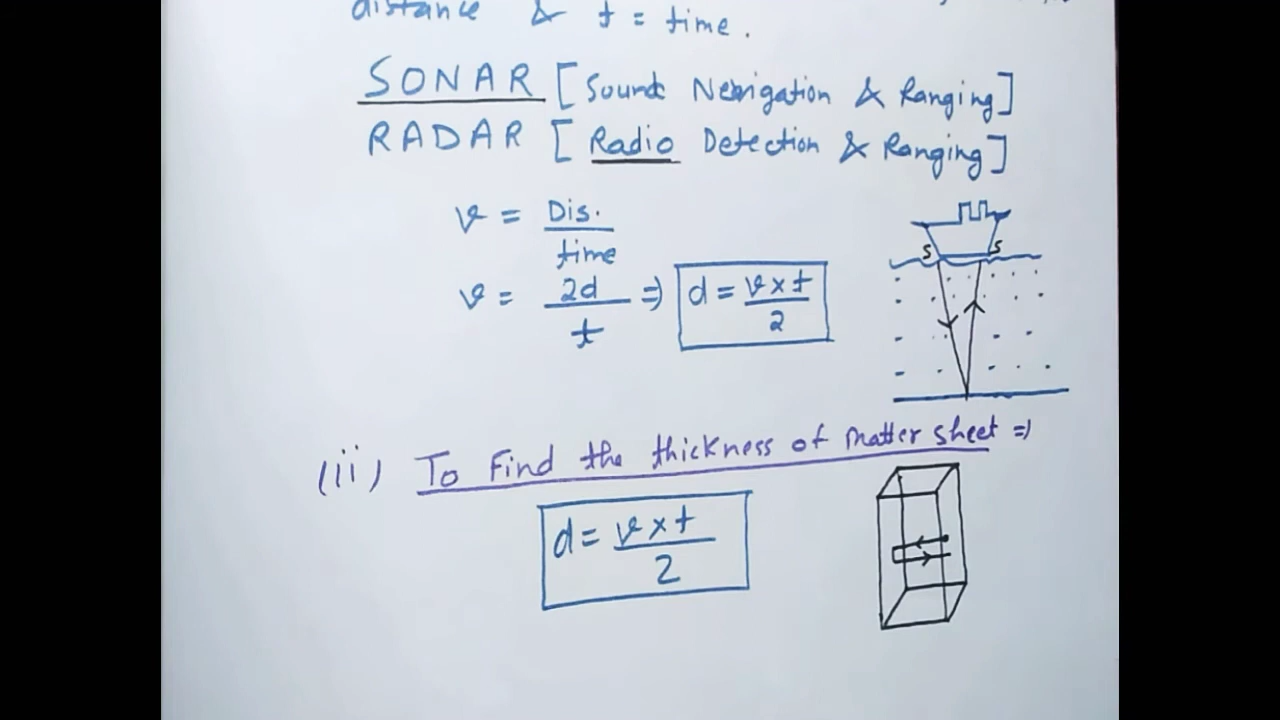 distance & t = time.
SONAR [Sound Nevigation & Ranging]
RADAR [Radio Detection & Ranging]
v = Dis. / time
v = 2d / t ⇒ d = v x t / 2
S S
(ii) To Find the thickness of matter sheet ⇒
d = v x t / 2